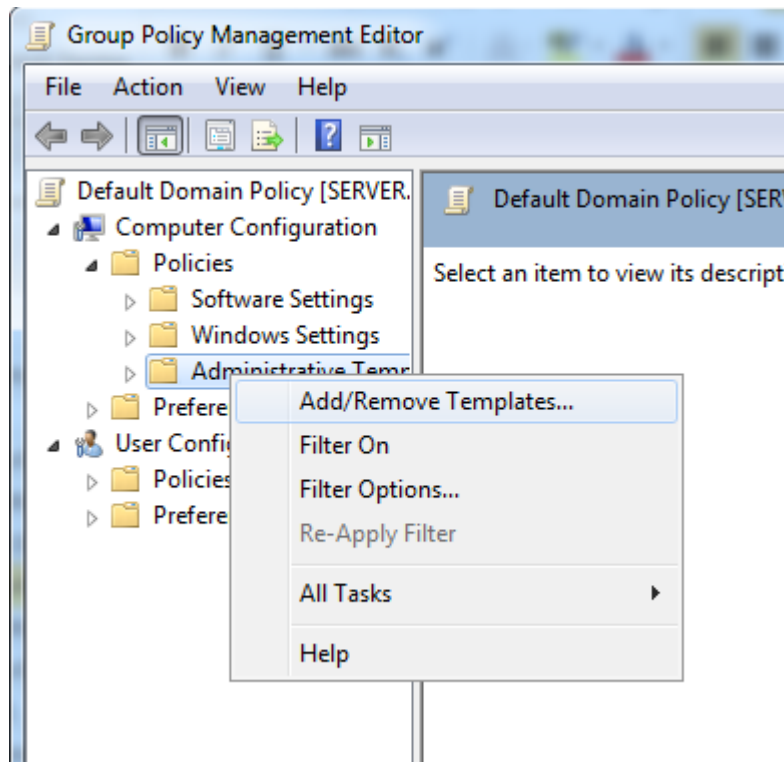 Group Policy Management Editor
File Action View Help
Default Domain Policy [SERVER.
Computer Configuration
Policies
Software Settings
Windows Settings
Administrative Temp
Prefere
User Config
Policies
Prefere
Default Domain Policy [SER
Select an item to view its descript
Add/Remove Templates...
Filter On
Filter Options...
Re-Apply Filter
All Tasks
Help